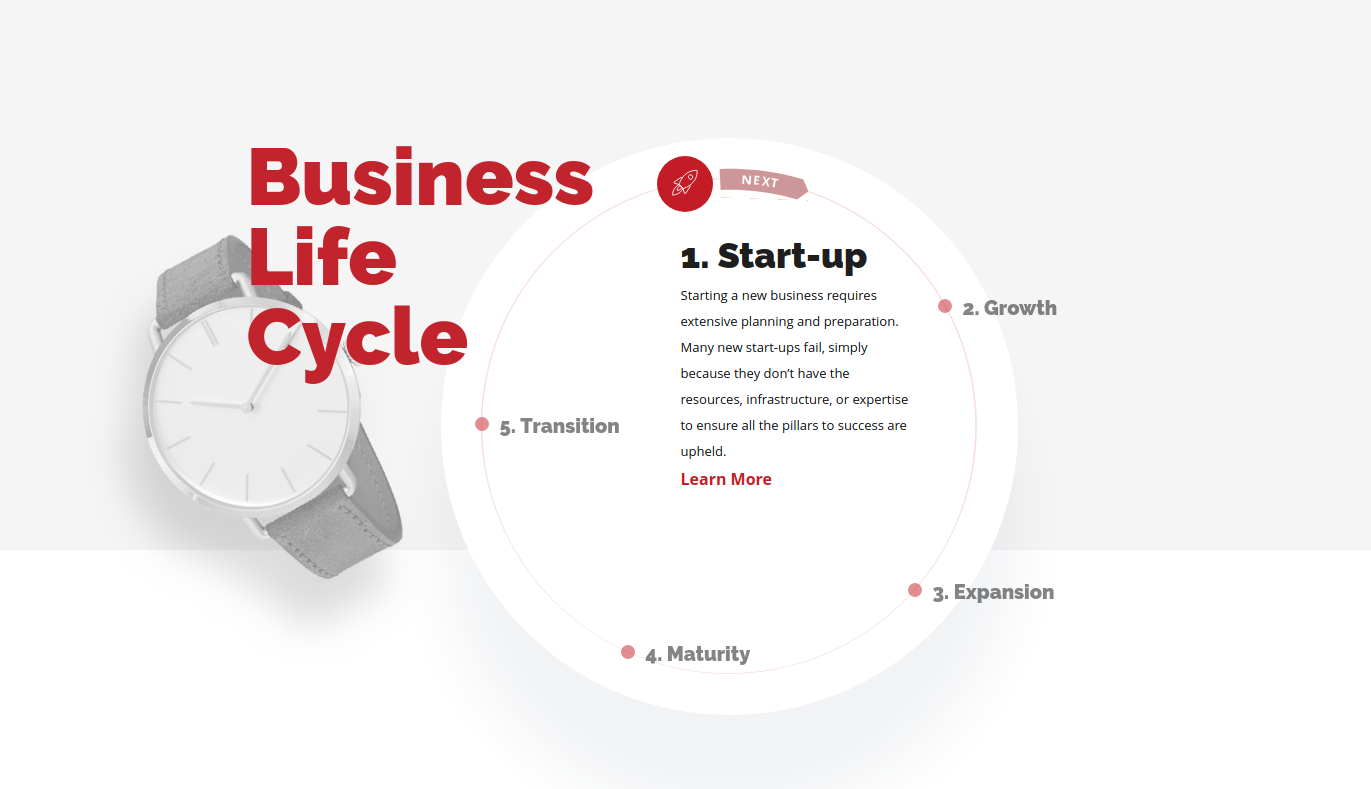 Business
Life
Cycle
NEXT
1. Start-up
Starting a new business requires
extensive planning and preparation.
Many new start-ups fail, simply
because they don’t have the
resources, infrastructure, or expertise
to ensure all the pillars to success are
upheld.
Learn More
2. Growth
5. Transition
3. Expansion
4. Maturity